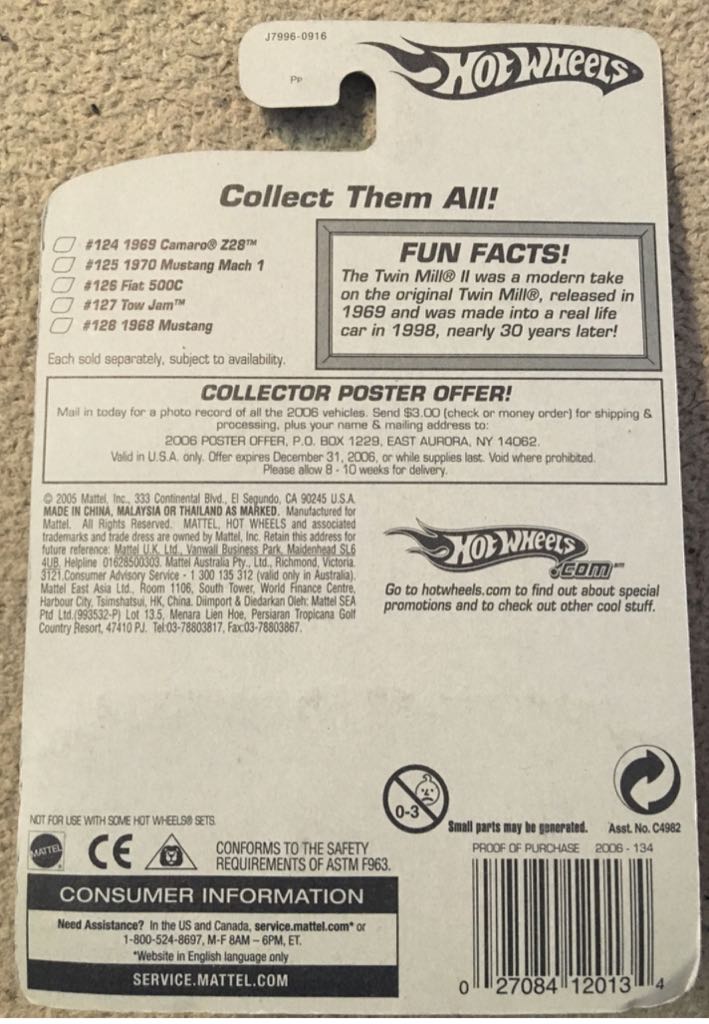 J7996-0916
Pp
HOT WHEELS
Collect Them All!
#124 1969 Camaro® Z28™
#125 1970 Mustang Mach 1
#126 Fiat 500C
#127 Tow Jam™
#128 1968 Mustang
Each sold separately, subject to availability.
FUN FACTS!
The Twin Mill® II was a modern take
on the original Twin Mill®, released in
1969 and was made into a real life
car in 1998, nearly 30 years later!
COLLECTOR POSTER OFFER!
Mail in today for a photo record of all the 2006 vehicles. Send $3.00 (check or money order) for shipping &
processing, plus your name & mailing address to:
2006 POSTER OFFER, P.O. BOX 1229, EAST AURORA, NY 14062.
Valid in U.S.A. only. Offer expires December 31, 2006, or while supplies last. Void where prohibited.
Please allow 8 - 10 weeks for delivery.
© 2005 Mattel, Inc., 333 Continental Blvd., El Segundo, CA 90245 U.S.A.
MADE IN CHINA, MALAYSIA OR THAILAND AS MARKED. Manufactured for
Mattel. All Rights Reserved. MATTEL, HOT WHEELS and associated
trademarks and trade dress are owned by Mattel, Inc. Retain this address for
future reference: Mattel U.K. Ltd., Vanwall Business Park, Maidenhead SL6
4UB. Helpline 01628500303. Mattel Australia Pty., Ltd., Richmond, Victoria.
3121.Consumer Advisory Service - 1 300 135 312 (valid only in Australia).
Mattel East Asia Ltd., Room 1106, South Tower, World Finance Centre,
Harbour City, Tsimshatsui, HK, China. Diimport & Diedarkan Oleh: Mattel SEA
Ptd Ltd.(993532-P) Lot 13.5, Menara Lien Hoe, Persiaran Tropicana Golf
Country Resort, 47410 PJ. Tel:03-78803817, Fax:03-78803867.
HOT WHEELS
.COM™
Go to hotwheels.com to find out about special
promotions and to check out other cool stuff.
0-3
NOT FOR USE WITH SOME HOT WHEELS® SETS.
Small parts may be generated.
Asst. No. C4982
MATTEL
CE
CONFORMS TO THE SAFETY
REQUIREMENTS OF ASTM F963.
PROOF OF PURCHASE 2006 - 134
CONSUMER INFORMATION
Need Assistance? In the US and Canada, service.mattel.com* or
1-800-524-8697, M-F 8AM – 6PM, ET.
*Website in English language only
SERVICE.MATTEL.COM
0 27084 12013 4